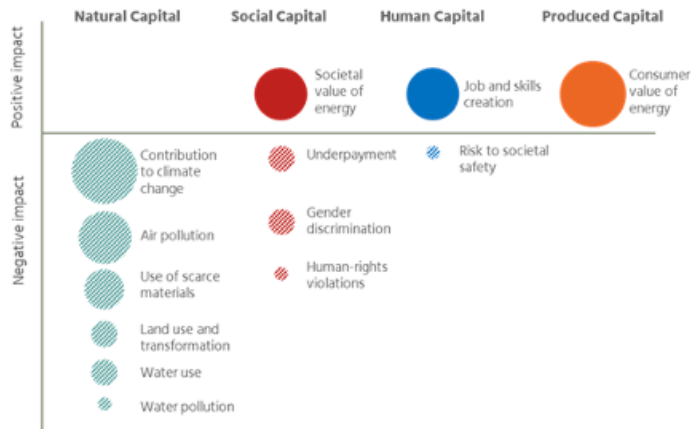 Natural Capital
Social Capital
Human Capital
Produced Capital
Positive impact
Societal
value of
energy
Job and skills
creation
Consumer
value of
energy
Negative impact
Contribution
to climate
change
Air pollution
Use of scarce
materials
Land use and
transformation
Water use
Water pollution
Underpayment
Gender
discrimination
Human-rights
violations
Risk to societal
safety